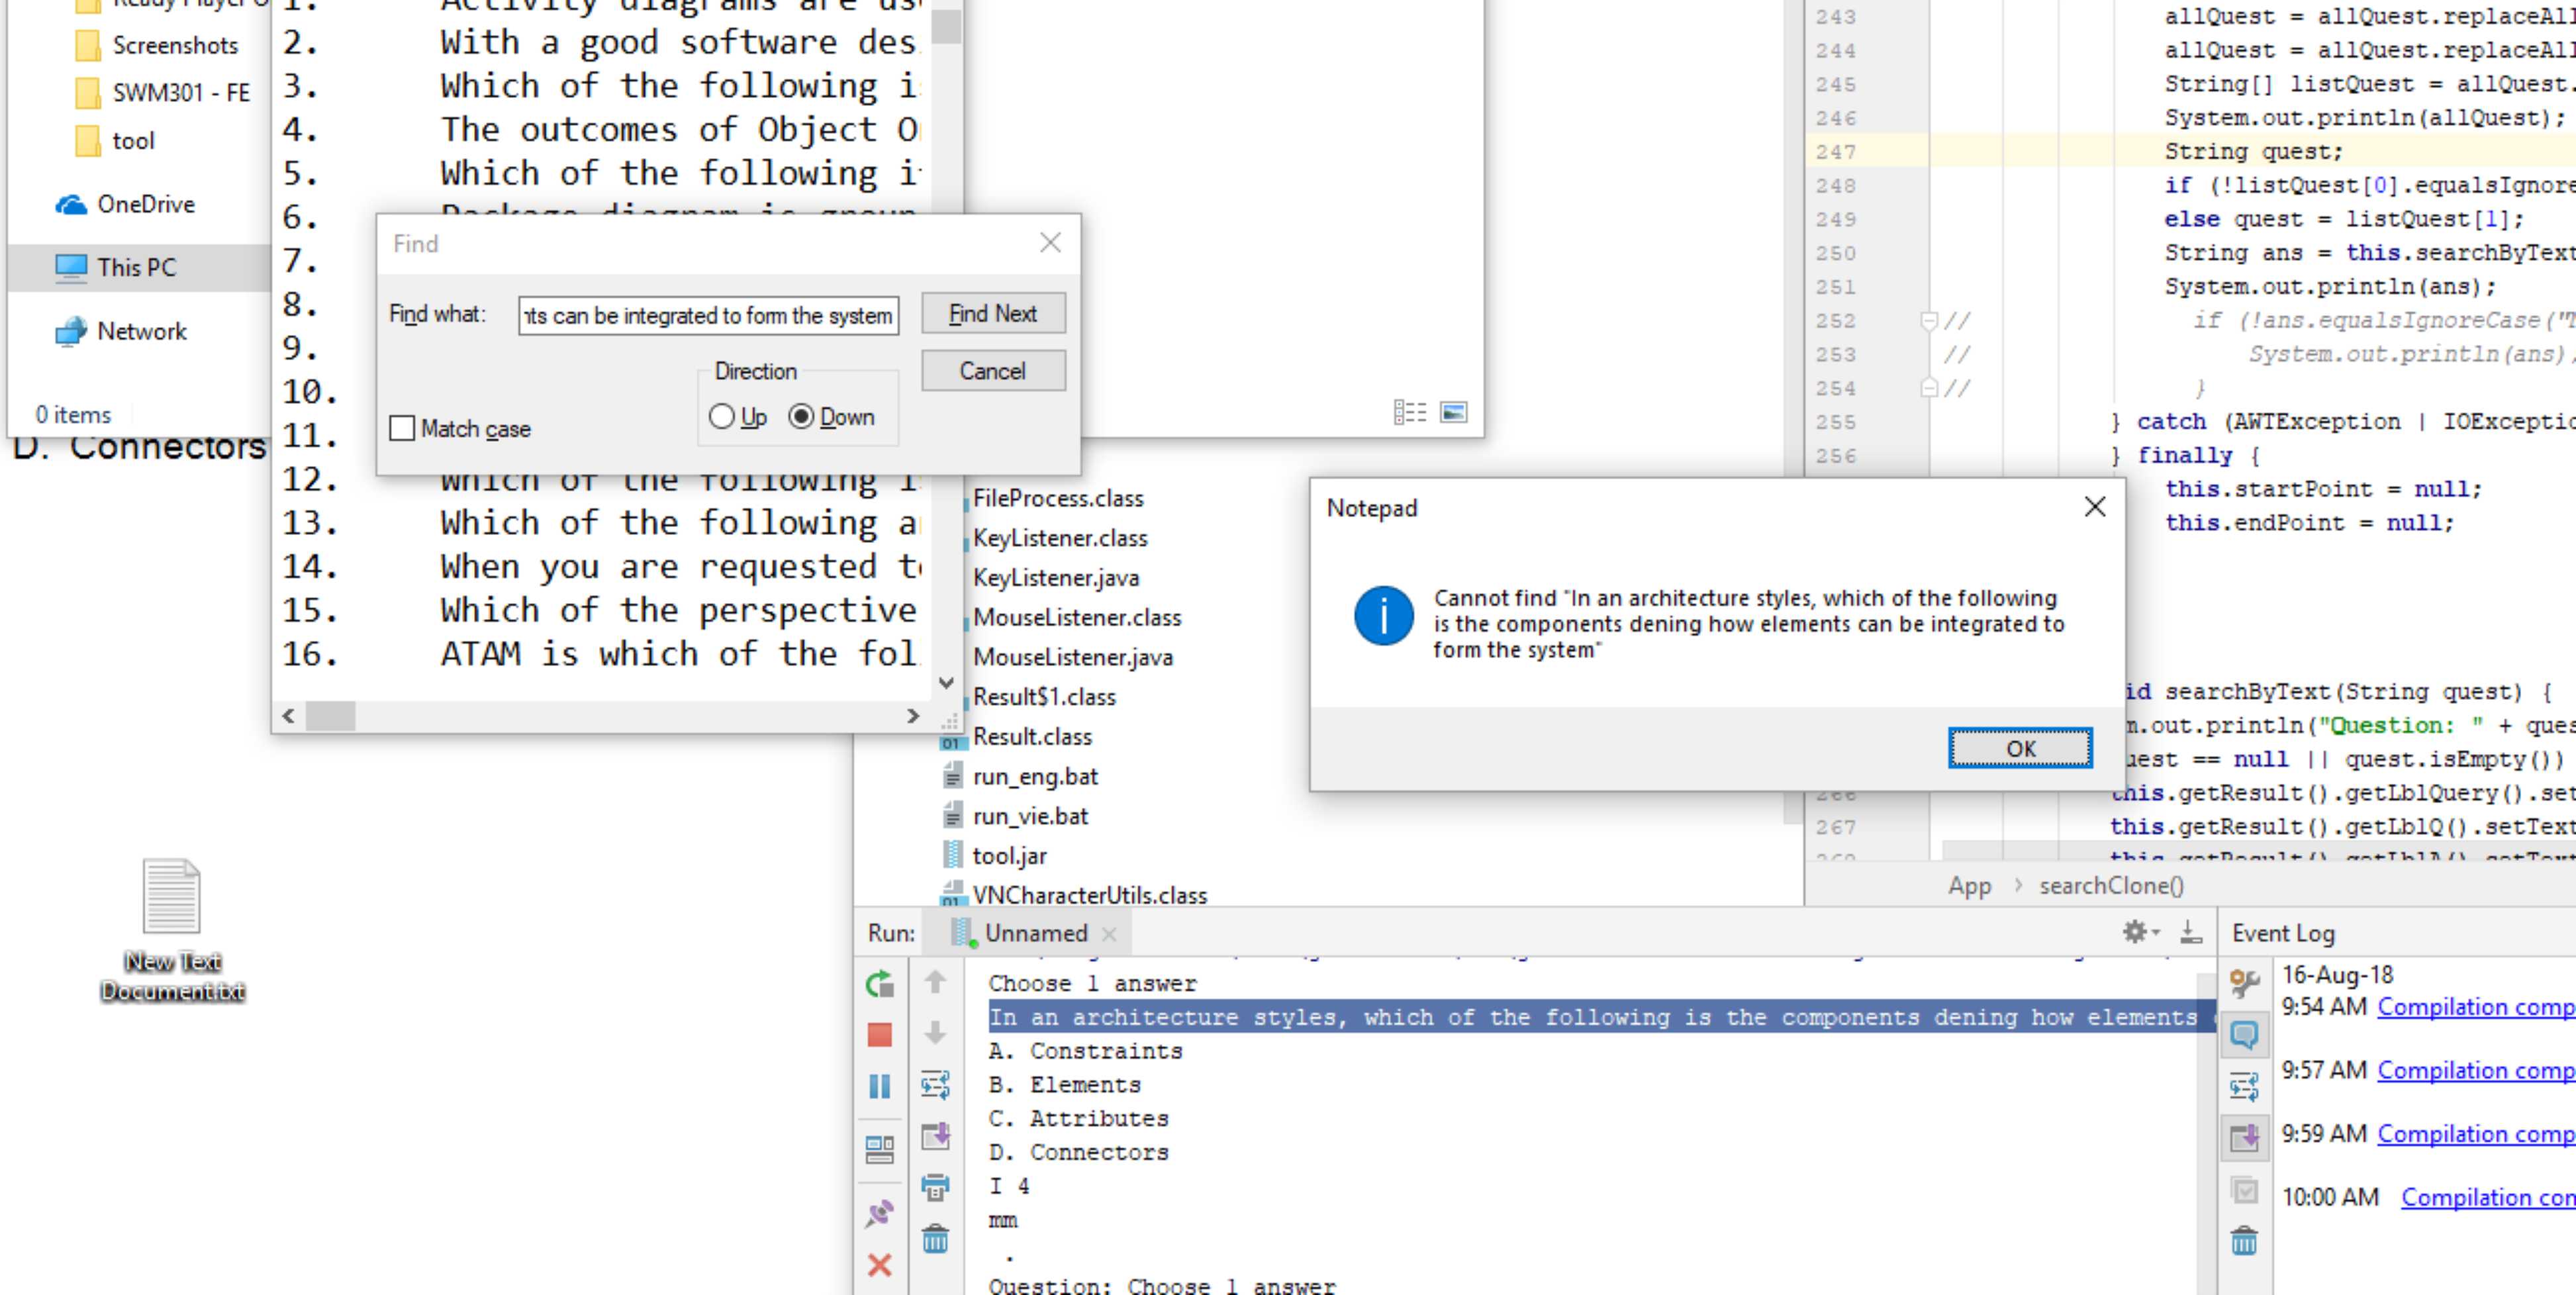 Screenshots
SWM301 - FE
tool
OneDrive
This PC
Network
0 items
D. Connectors
New Text
Document.txt
1. Activity diagrams are us
2. With a good software des
3. Which of the following i
4. The outcomes of Object O
5. Which of the following i
6. Package diagram is group
7.
8.
9.
10.
11.
12. Which of the following i
13. Which of the following a
14. When you are requested t
15. Which of the perspective
16. ATAM is which of the fol
Find
Find what: nts can be integrated to form the system
Find Next
Cancel
Direction
Up Down
Match case
FileProcess.class
KeyListener.class
KeyListener.java
MouseListener.class
MouseListener.java
Result$1.class
Result.class
run_eng.bat
run_vie.bat
tool.jar
VNCharacterUtils.class
Notepad
Cannot find "In an architecture styles, which of the following
is the components dening how elements can be integrated to
form the system"
OK
243 allQuest = allQuest.replaceAll
244 allQuest = allQuest.replaceAll
245 String[] listQuest = allQuest.
246 System.out.println(allQuest);
247 String quest;
248 if (!listQuest[0].equalsIgnore
249 else quest = listQuest[1];
250 String ans = this.searchByText
251 System.out.println(ans);
252 // if (!ans.equalsIgnoreCase("
253 // System.out.println(ans)
254 // }
255 } catch (AWTException | IOExceptio
256 } finally {
this.startPoint = null;
this.endPoint = null;
id searchByText(String quest) {
m.out.println("Question: " + ques
uest == null || quest.isEmpty())
266 this.getResult().getLblQuery().set
267 this.getResult().getLblQ().setText
268 this.getResult().getLblA().setText
App > searchClone()
Run: Unnamed
Choose 1 answer
In an architecture styles, which of the following is the components dening how elements
A. Constraints
B. Elements
C. Attributes
D. Connectors
I 4
mm
.
Question: Choose 1 answer
Event Log
16-Aug-18
9:54 AM Compilation comp
9:57 AM Compilation comp
9:59 AM Compilation comp
10:00 AM Compilation con